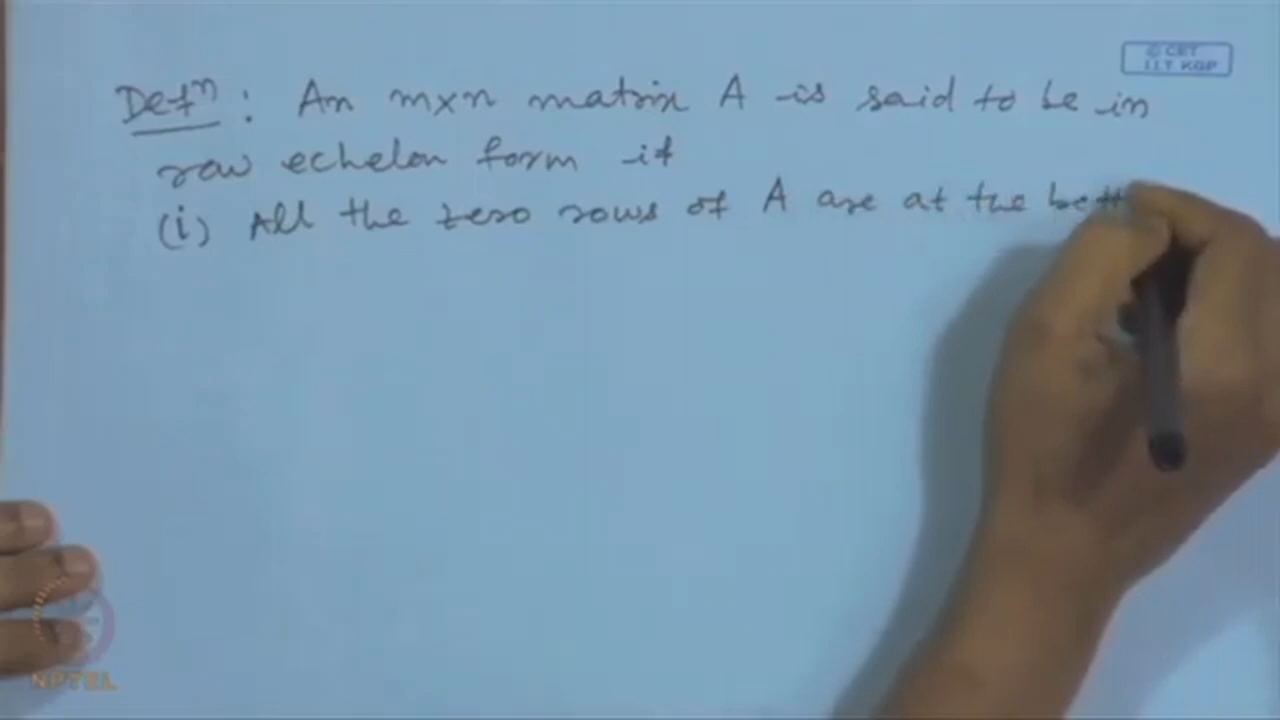 © CET
I.I.T KGP
Defⁿ : An m×n matrix A is said to be in
row echelon form if
(i) All the zero rows of A are at the bott
NPTEL